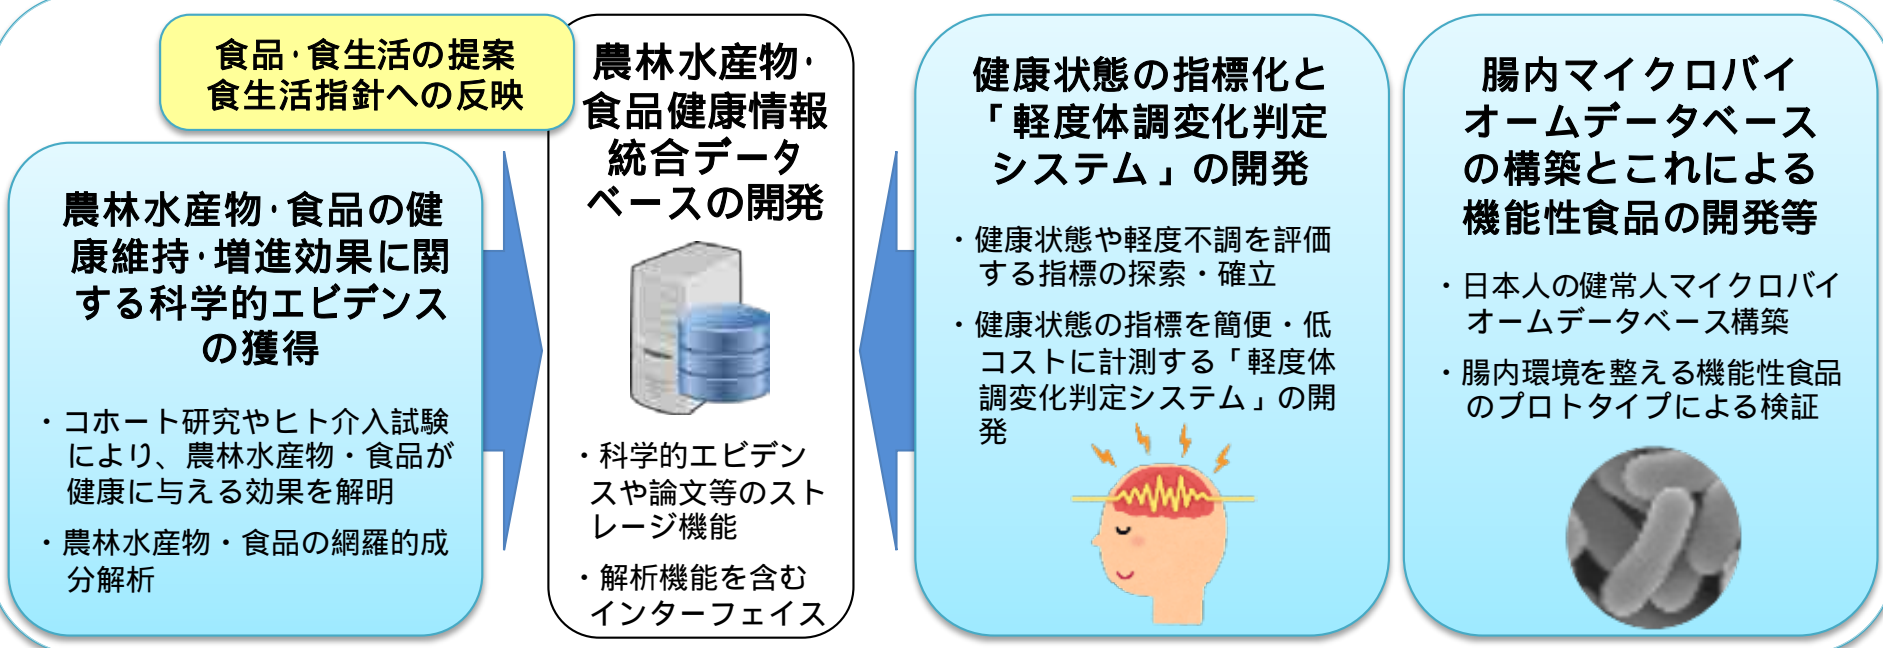 食品・食生活の提案
食生活指針への反映
農林水産物・食品の健
康維持・増進効果に関
する科学的エビデンス
の獲得
・コホート研究やヒト介入試験
により、農林水産物・食品が
健康に与える効果を解明
・農林水産物・食品の網羅的成
分解析
農林水産物・
食品健康情報
統合データ
ベースの開発
・科学的エビデン
スや論文等のスト
レージ機能
・解析機能を含む
インターフェイス
健康状態の指標化と
「軽度体調変化判定
システム」の開発
・健康状態や軽度不調を評価
する指標の探索・確立
・健康状態の指標を簡便・低
コストに計測する「軽度体
調変化判定システム」の開
発
腸内マイクロバイ
オームデータベース
の構築とこれによる
機能性食品の開発等
・日本人の健常人マイクロバイ
オームデータベース構築
・腸内環境を整える機能性食品
のプロトタイプによる検証